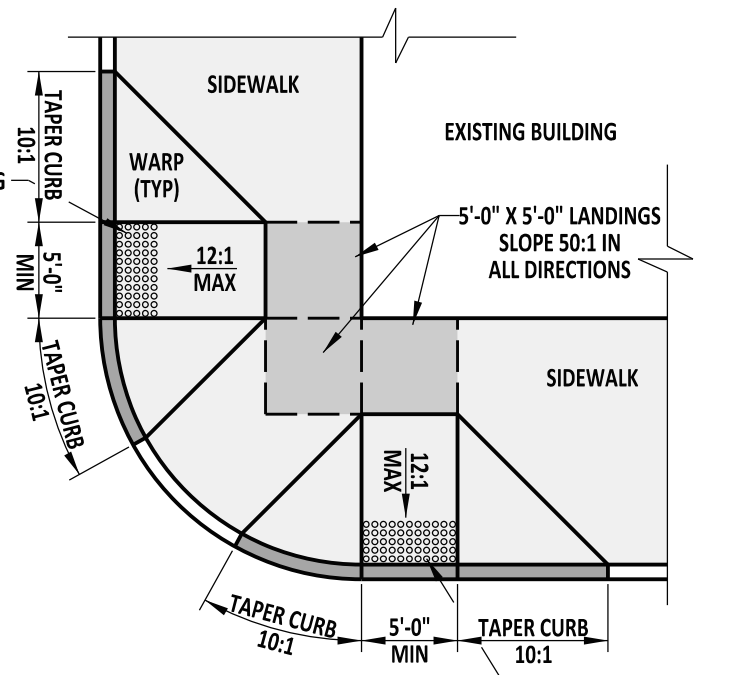 SIDEWALK
EXISTING BUILDING
TAPER CURB
10:1
WARP
(TYP)
5'-0" X 5'-0" LANDINGS
SLOPE 50:1 IN
ALL DIRECTIONS
5'-0"
MIN
12:1
MAX
TAPER CURB
10:1
SIDEWALK
12:1
MAX
TAPER CURB
10:1
5'-0"
MIN
TAPER CURB
10:1